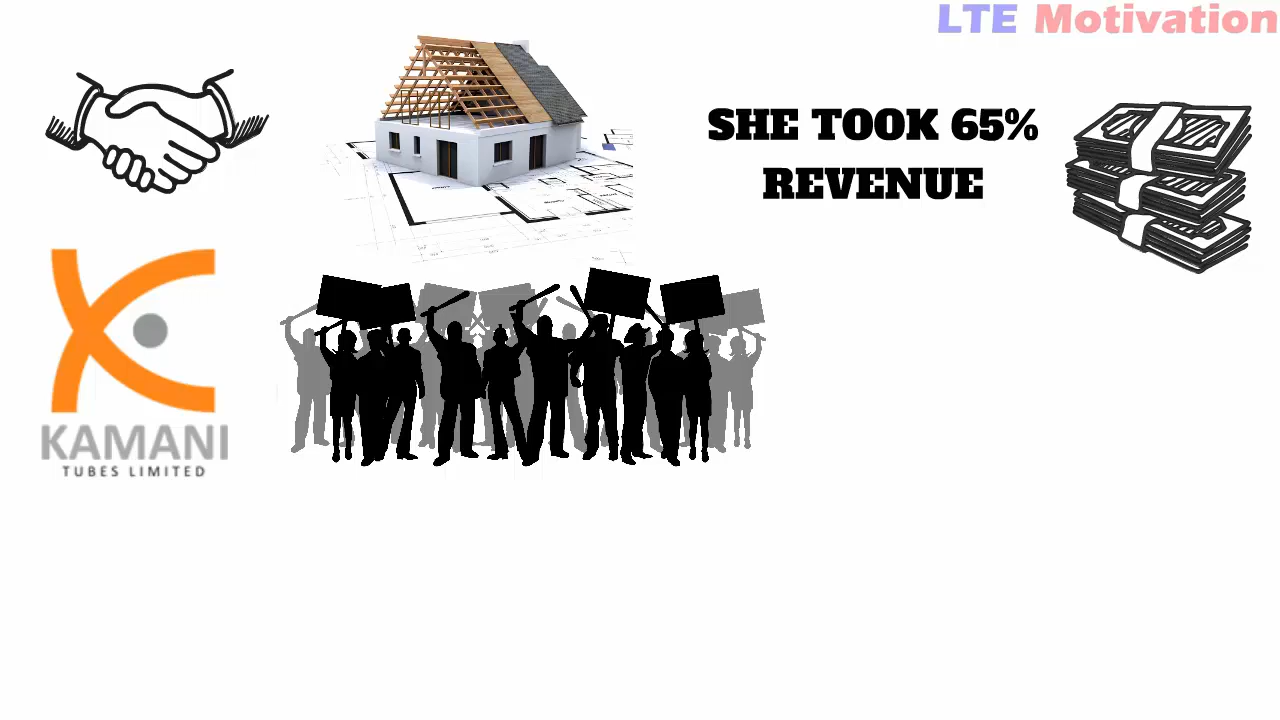 LTE Motivation
SHE TOOK 65%
REVENUE
KAMANI
TUBES LIMITED